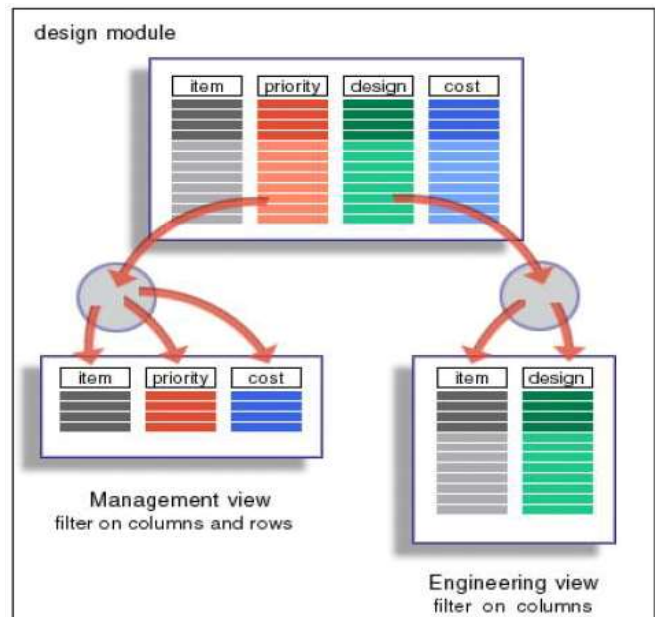 design module
item priority design cost
item priority cost
Management view
filter on columns and rows
item design
Engineering view
filter on columns